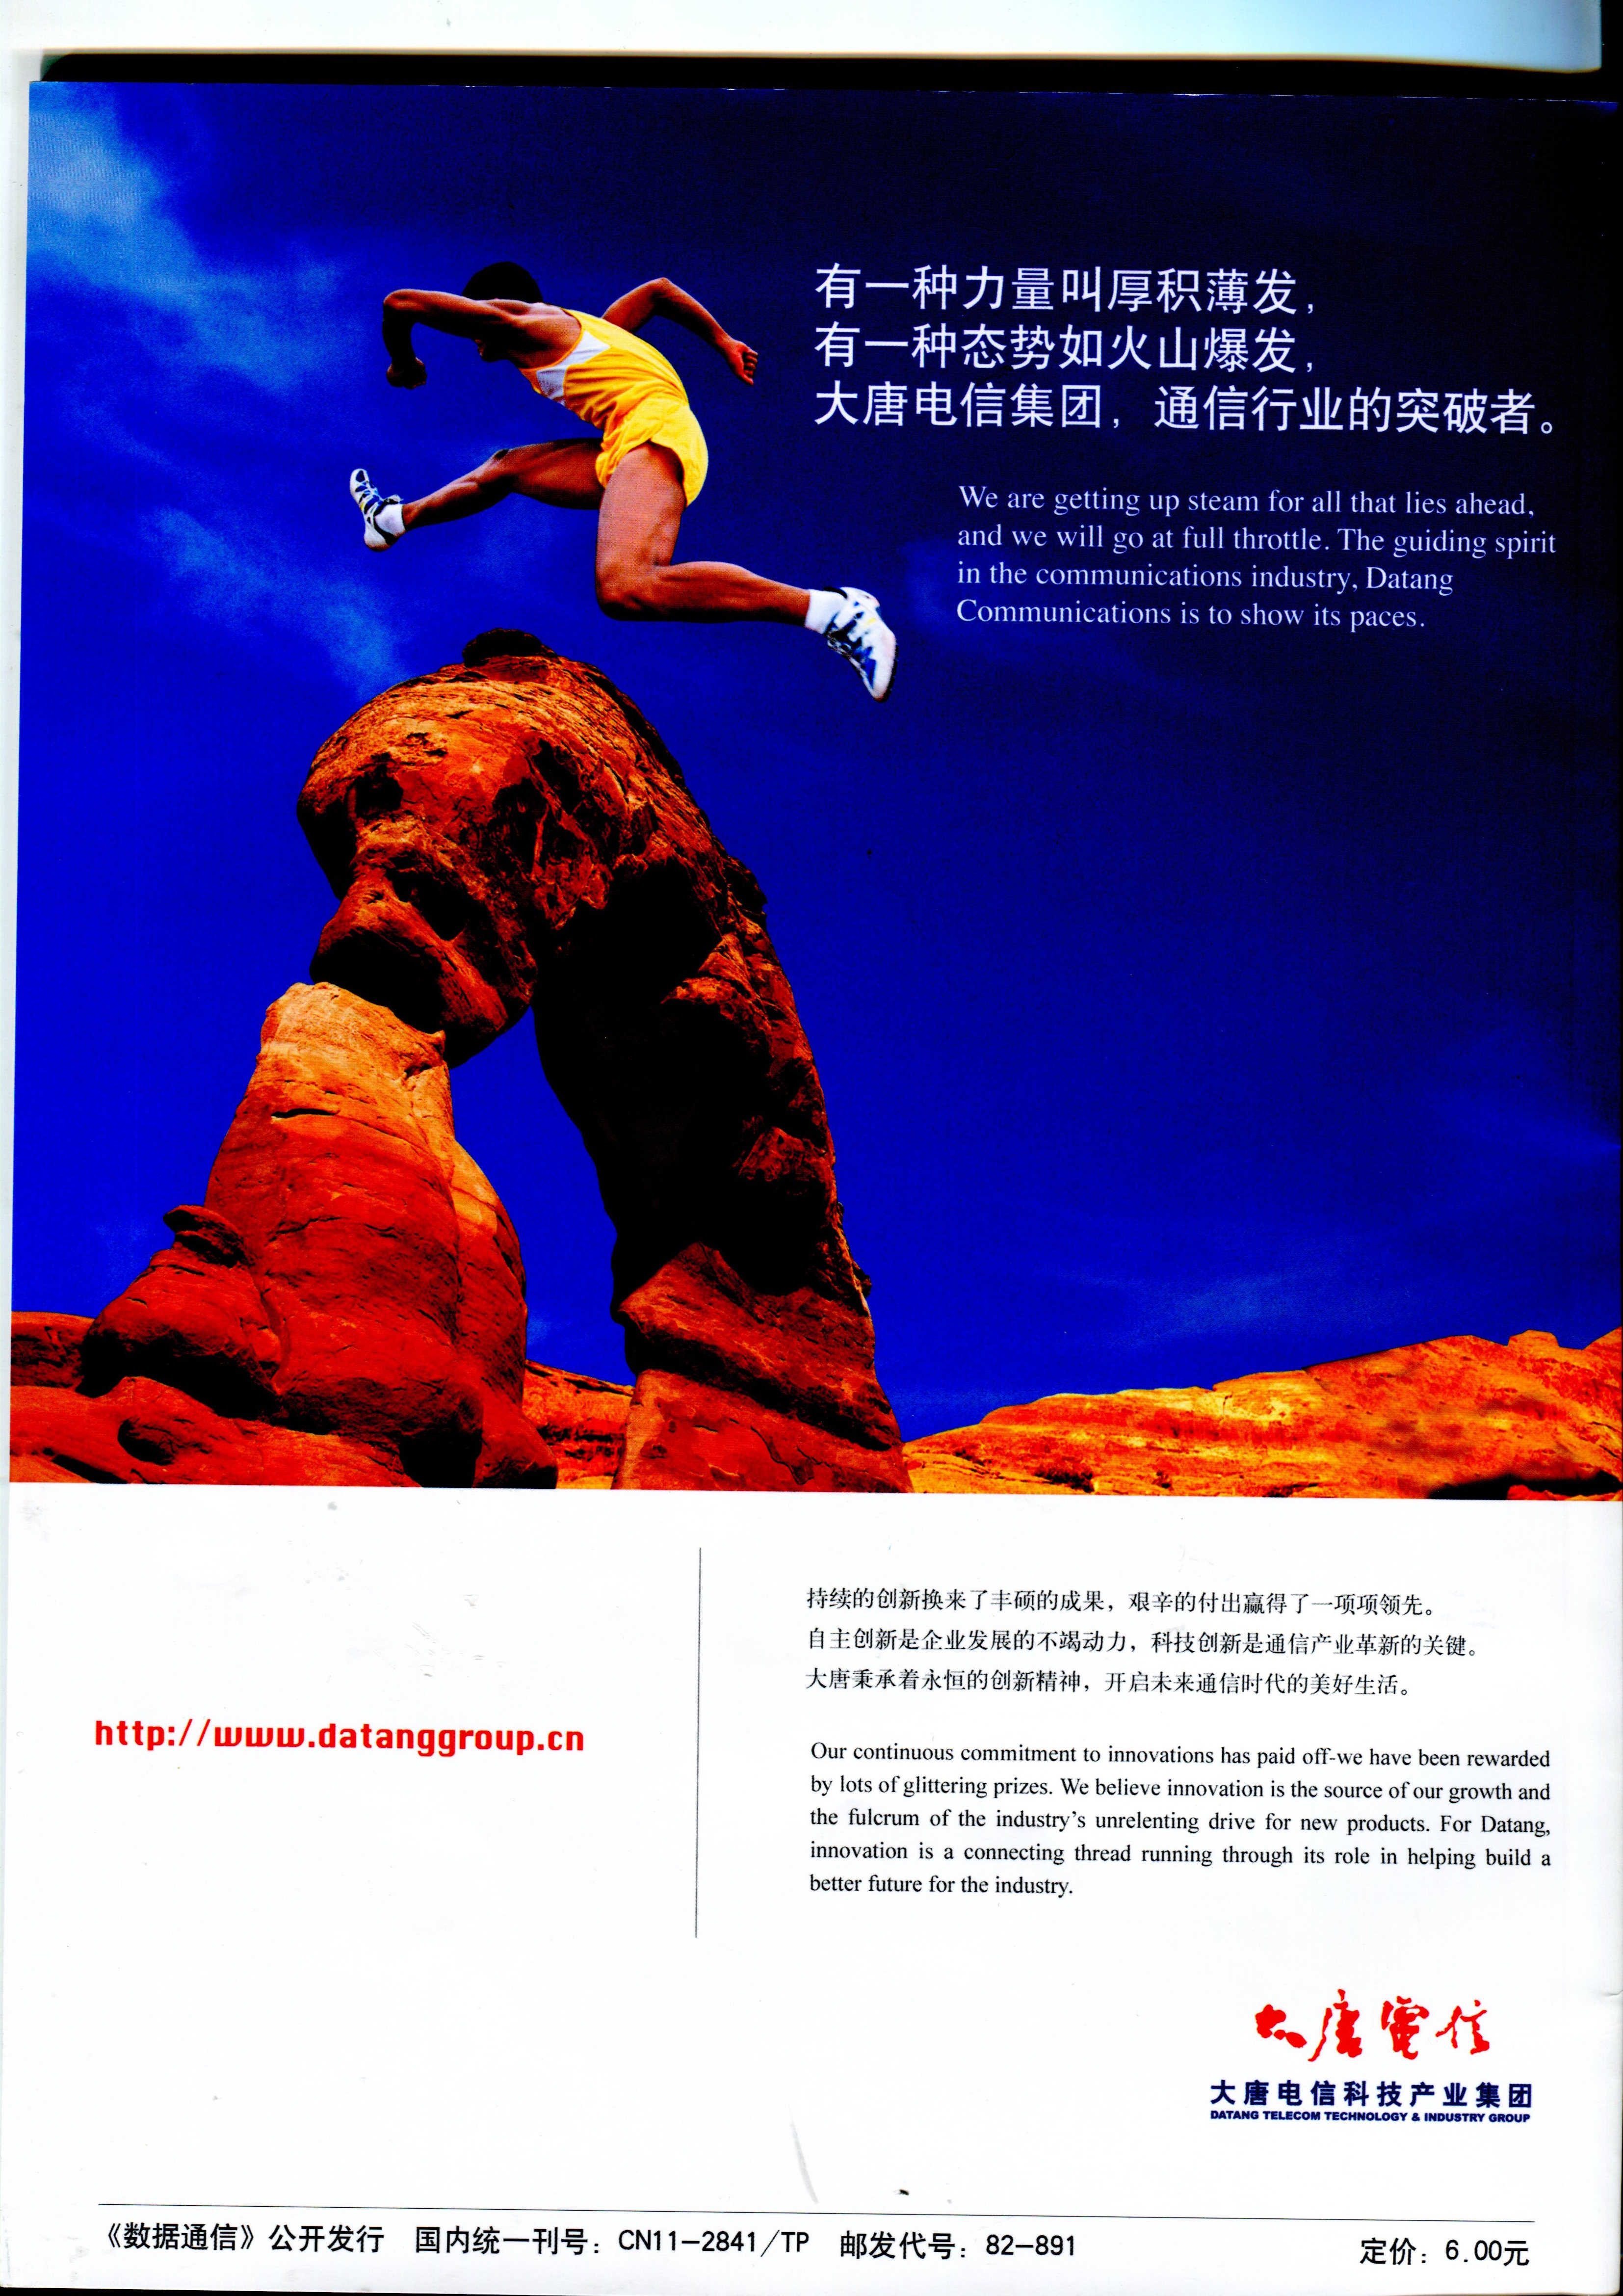 有一种力量叫厚积薄发，
有一种态势如火山爆发，
大唐电信集团，通信行业的突破者。
We are getting up steam for all that lies ahead,
and we will go at full throttle. The guiding spirit
in the communications industry, Datang
Communications is to show its paces.
http://www.datanggroup.cn
持续的创新换来了丰硕的成果，艰辛的付出赢得了一项项领先。
自主创新是企业发展的不竭动力，科技创新是通信产业革新的关键。
大唐秉承着永恒的创新精神，开启未来通信时代的美好生活。
Our continuous commitment to innovations has paid off-we have been rewarded
by lots of glittering prizes. We believe innovation is the source of our growth and
the fulcrum of the industry's unrelenting drive for new products. For Datang,
innovation is a connecting thread running through its role in helping build a
better future for the industry.
大唐電信
大唐电信科技产业集团
DATANG TELECOM TECHNOLOGY & INDUSTRY GROUP
《数据通信》公开发行 国内统一刊号：CN11-2841/TP 邮发代号：82-891 定价：6.00元